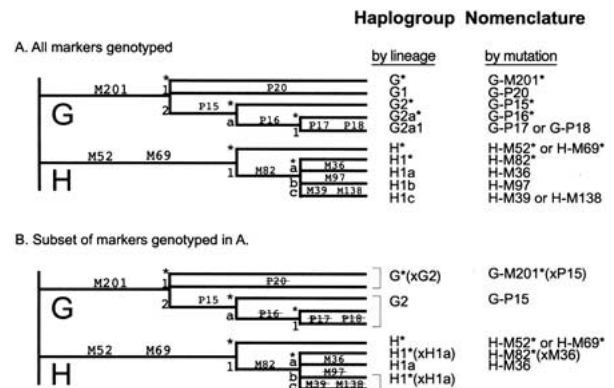 Haplogroup Nomenclature
A. All markers genotyped
by lineage by mutation
M201 * G* G-M201*
1 P20 G1 G-P20
G 2 P15 * G2* G-P15*
a P16 * G2a* G-P16*
1 P17 P18 G2a1 G-P17 or G-P18
M52 M69 * H* H-M52* or H-M69*
H 1 M82 * H1* H-M82*
a M36 H1a H-M36
b M97 H1b H-M97
c M39 M138 H1c H-M39 or H-M138
B. Subset of markers genotyped in A.
M201 *
1 P20 G*(xG2) G-M201*(xP15)
G 2 P15 * G2 G-P15
a P16 *
1 P17 P18
M52 M69 * H* H-M52* or H-M69*
H 1 M82 * H1*(xH1a) H-M82*(xM36)
a M36 H1a H-M36
b M97 H1*(xH1a)
c M39 M138